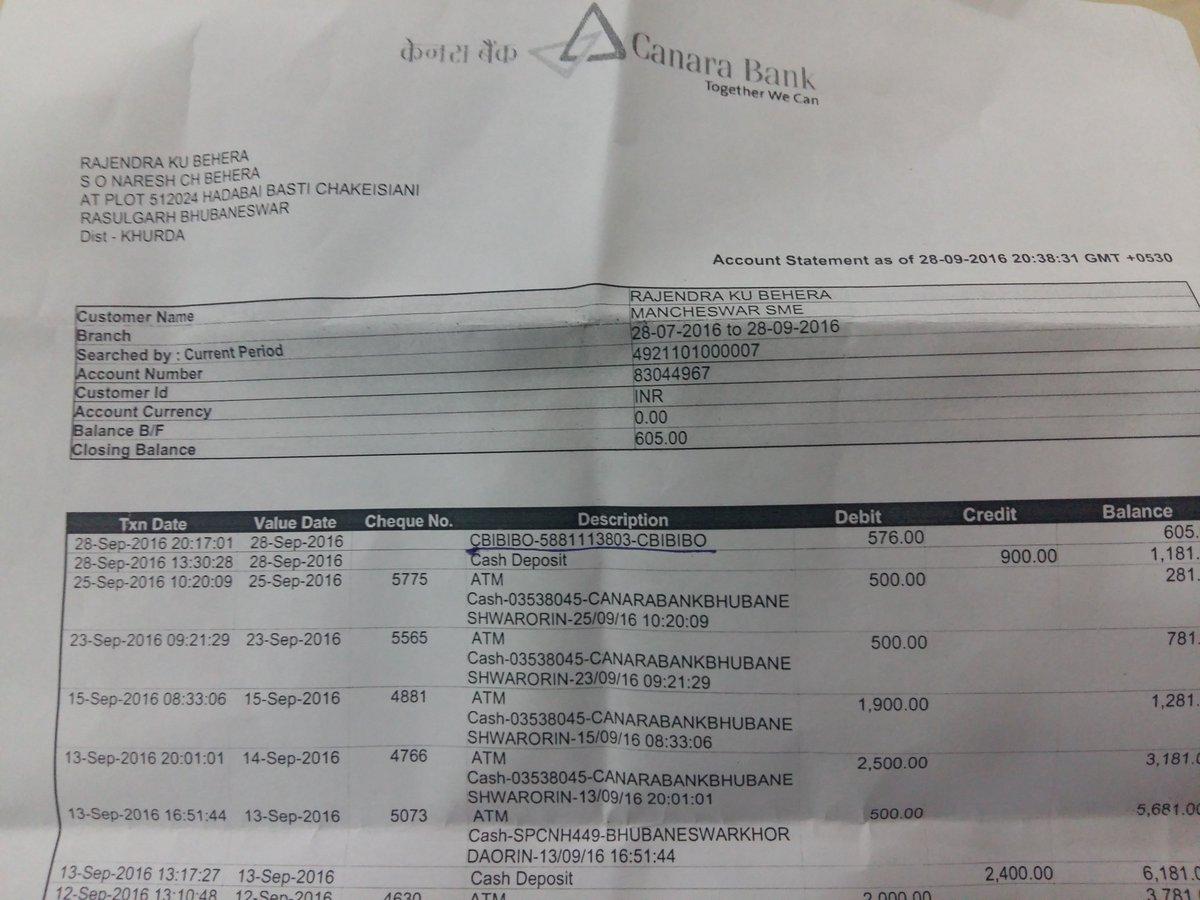 केनरा बैंक Canara Bank
Together We Can
RAJENDRA KU BEHERA
S O NARESH CH BEHERA
AT PLOT 512024 HADABAI BASTI CHAKEISIANI
RASULGARH BHUBANESWAR
Dist - KHURDA
Account Statement as of 28-09-2016 20:38:31 GMT +0530
Customer Name RAJENDRA KU BEHERA
Branch MANCHESWAR SME
Searched by : Current Period 28-07-2016 to 28-09-2016
Account Number 4921101000007
Customer Id 83044967
Account Currency INR
Balance B/F 0.00
Closing Balance 605.00
Txn Date Value Date Cheque No. Description Debit Credit Balance
28-Sep-2016 20:17:01 28-Sep-2016 CBIBIBO-5881113803-CBIBIBO 576.00 605.
28-Sep-2016 13:30:28 28-Sep-2016 Cash Deposit 900.00 1,181.
25-Sep-2016 10:20:09 25-Sep-2016 5775 ATM 500.00 281.
Cash-03538045-CANARABANKBHUBANE
SHWARORIN-25/09/16 10:20:09
23-Sep-2016 09:21:29 23-Sep-2016 5565 ATM 500.00 781.
Cash-03538045-CANARABANKBHUBANE
SHWARORIN-23/09/16 09:21:29
15-Sep-2016 08:33:06 15-Sep-2016 4881 ATM 1,900.00 1,281.
Cash-03538045-CANARABANKBHUBANE
SHWARORIN-15/09/16 08:33:06
13-Sep-2016 20:01:01 14-Sep-2016 4766 ATM 2,500.00 3,181.0
Cash-03538045-CANARABANKBHUBANE
SHWARORIN-13/09/16 20:01:01
13-Sep-2016 16:51:44 13-Sep-2016 5073 ATM 500.00 5,681.00
Cash-SPCNH449-BHUBANESWARKHOR
DAORIN-13/09/16 16:51:44
13-Sep-2016 13:17:27 13-Sep-2016 Cash Deposit 2,400.00 6,181.0
12-Sep-2016 13:10:48 12-Sep-2016 4630 ATM 2,000.00 3,781.0